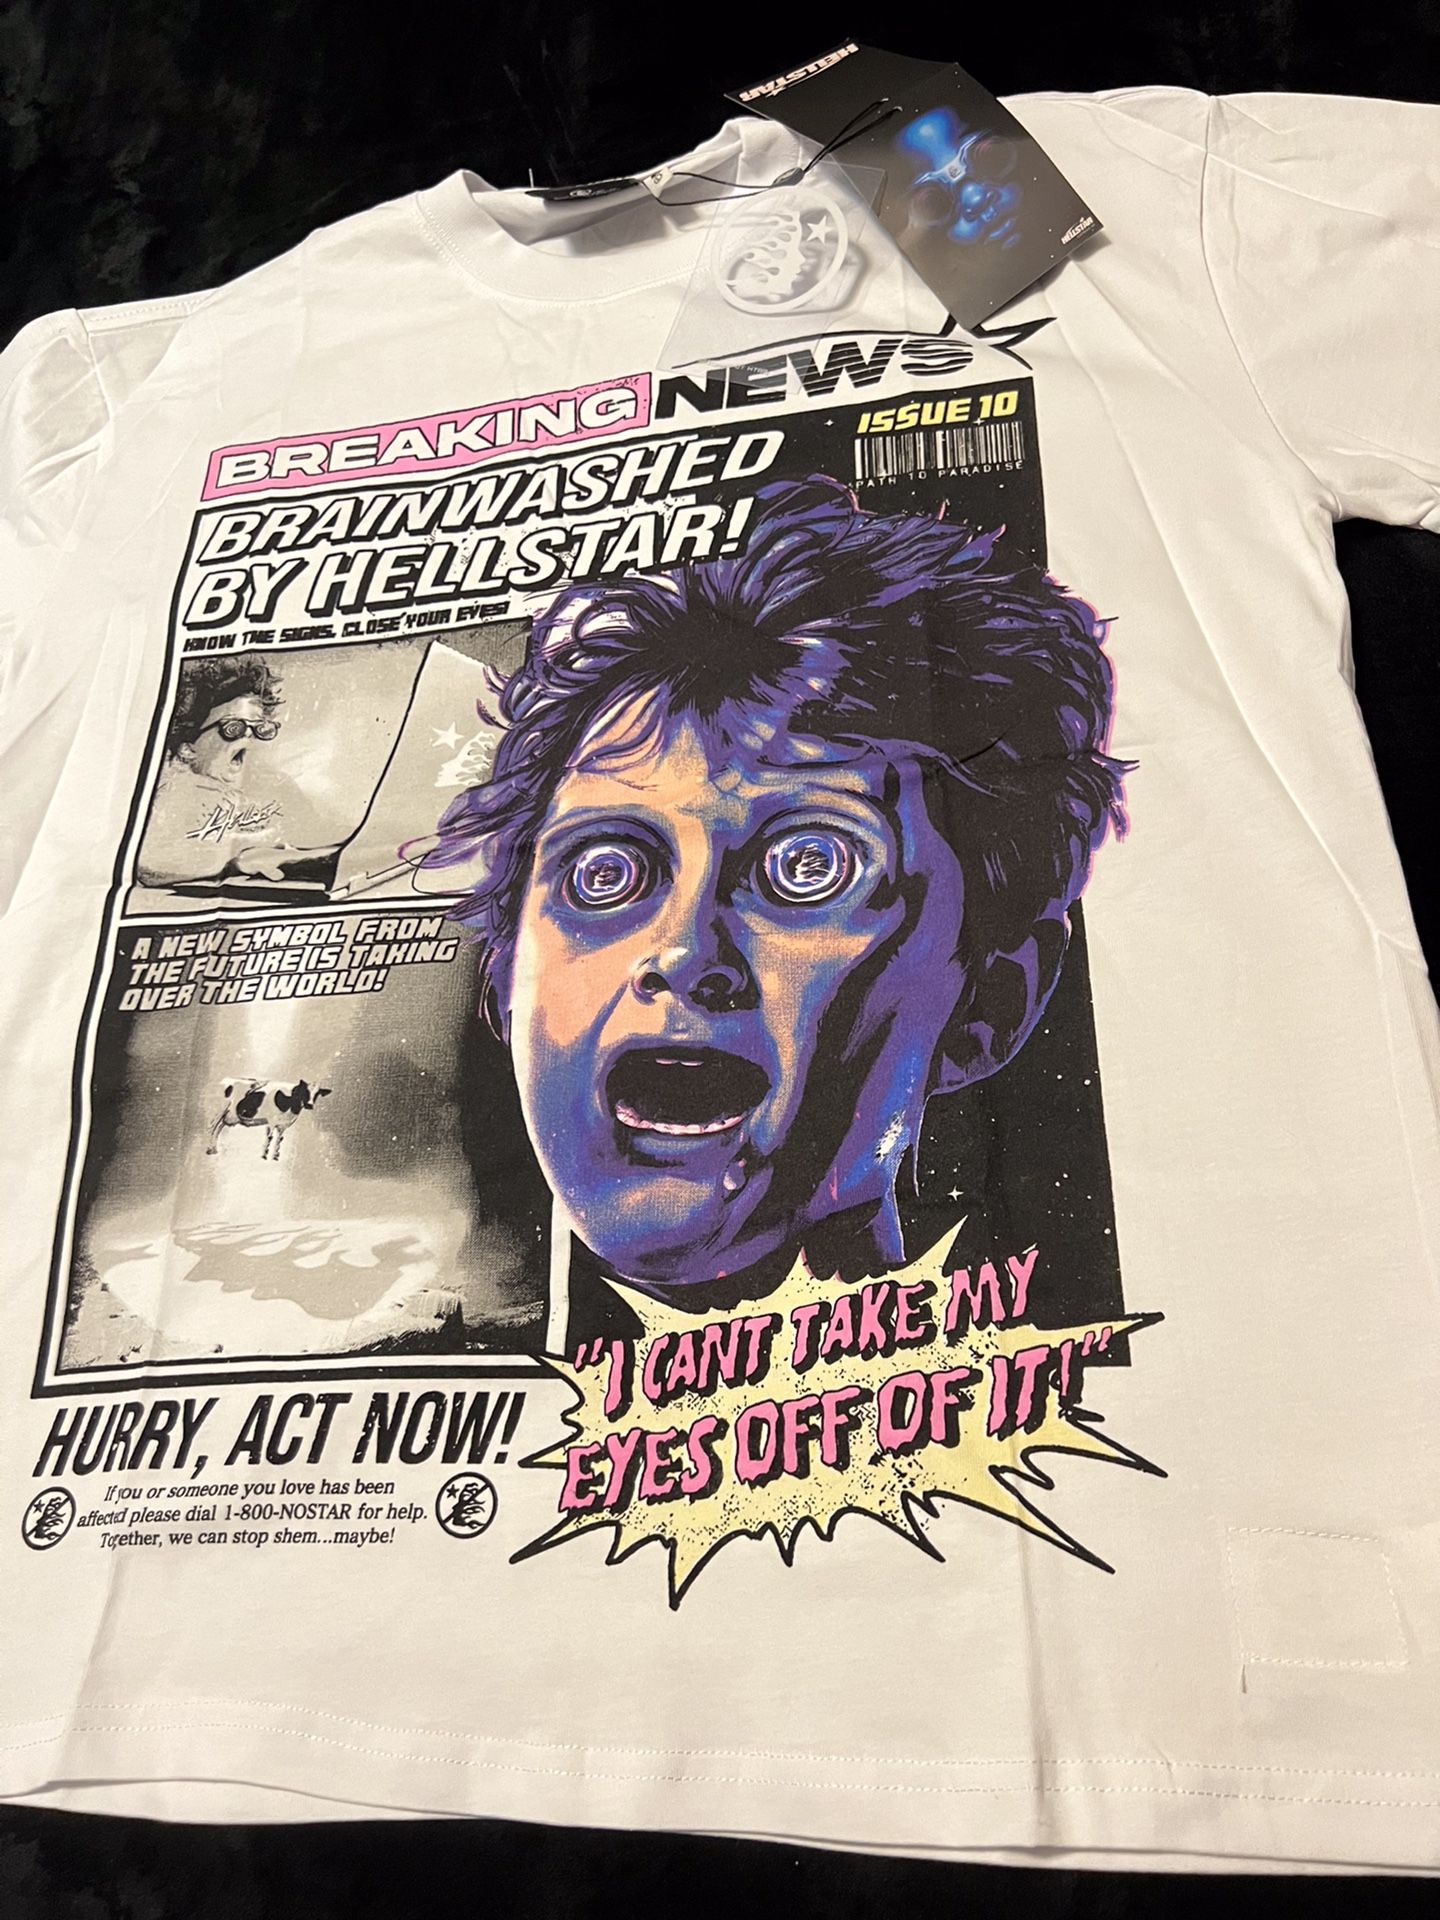 HELLSTAR
HELLSTAR
BREAKING NEWS
ISSUE 10
PATH TO PARADISE
BRAINWASHED
BY HELLSTAR!
KNOW THE SIGNS, CLOSE YOUR EYES!
A NEW SYMBOL FROM
THE FUTURE IS TAKING
OVER THE WORLD!
"I CANT TAKE MY
EYES OFF OF IT!"
HURRY, ACT NOW!
If you or someone you love has been
affected please dial 1-800-NOSTAR for help.
Together, we can stop shem...maybe!